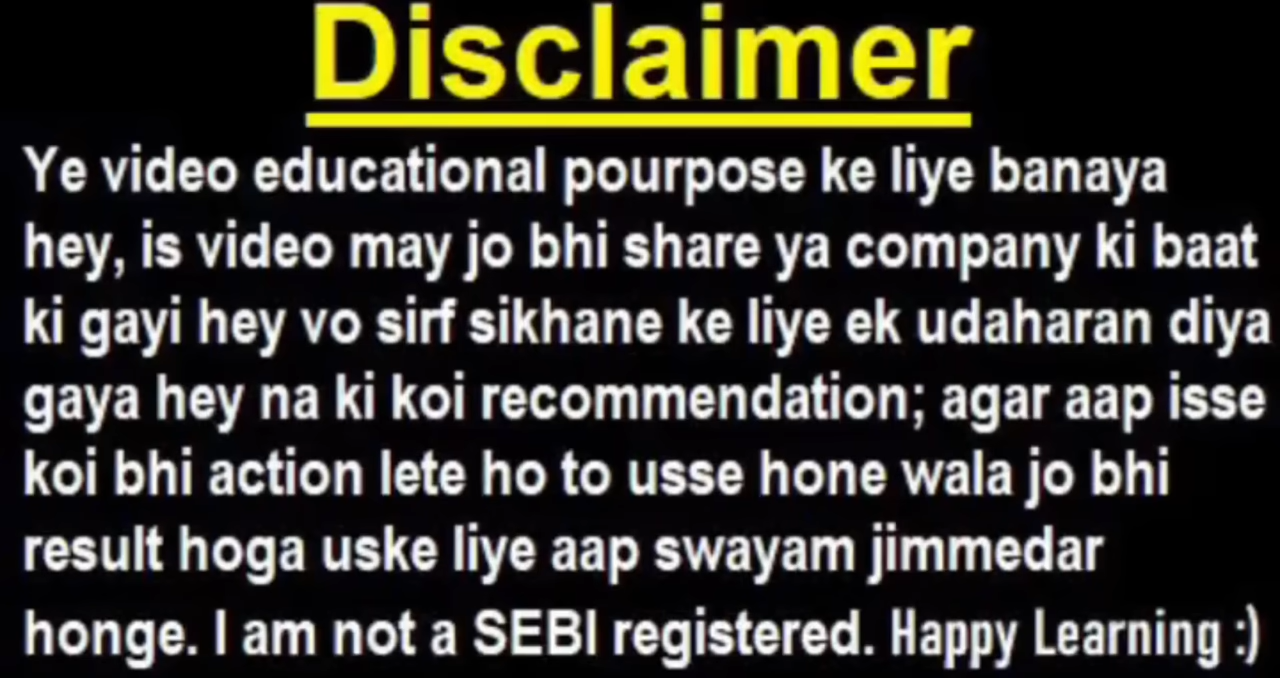 Disclaimer
Ye video educational pourpose ke liye banaya
hey, is video may jo bhi share ya company ki baat
ki gayi hey vo sirf sikhane ke liye ek udaharan diya
gaya hey na ki koi recommendation; agar aap isse
koi bhi action lete ho to usse hone wala jo bhi
result hoga uske liye aap swayam jimmedar
honge. I am not a SEBI registered. Happy Learning :)